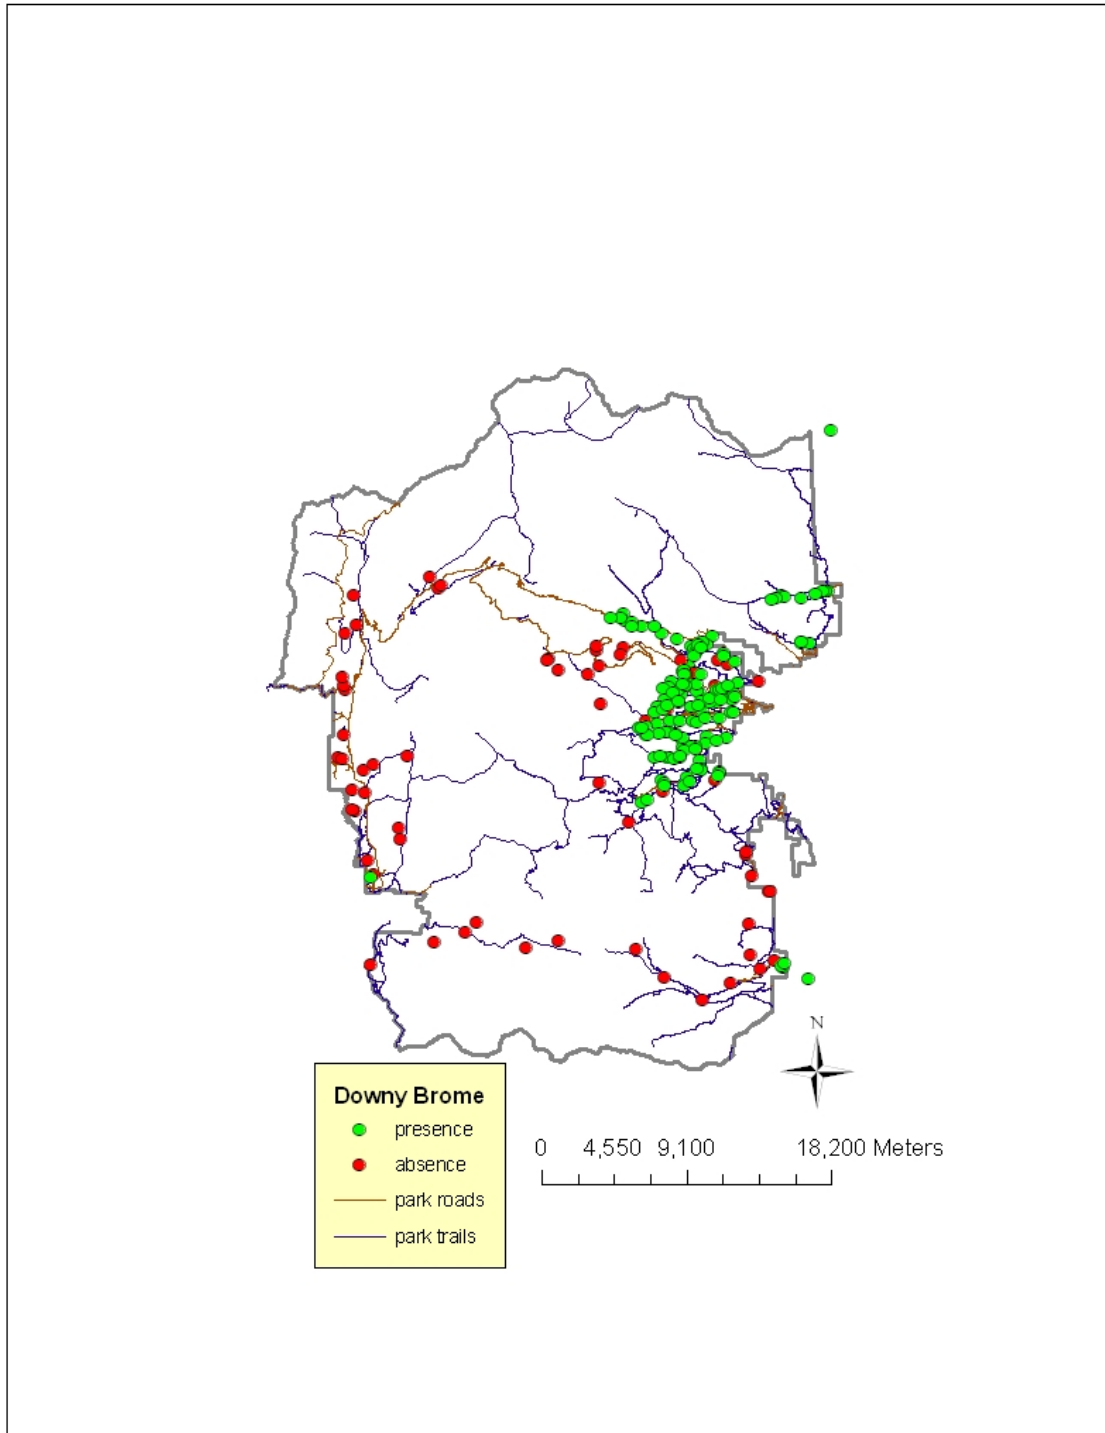 N
Downy Brome
presence
absence
park roads
park trails
0 4,550 9,100 18,200 Meters